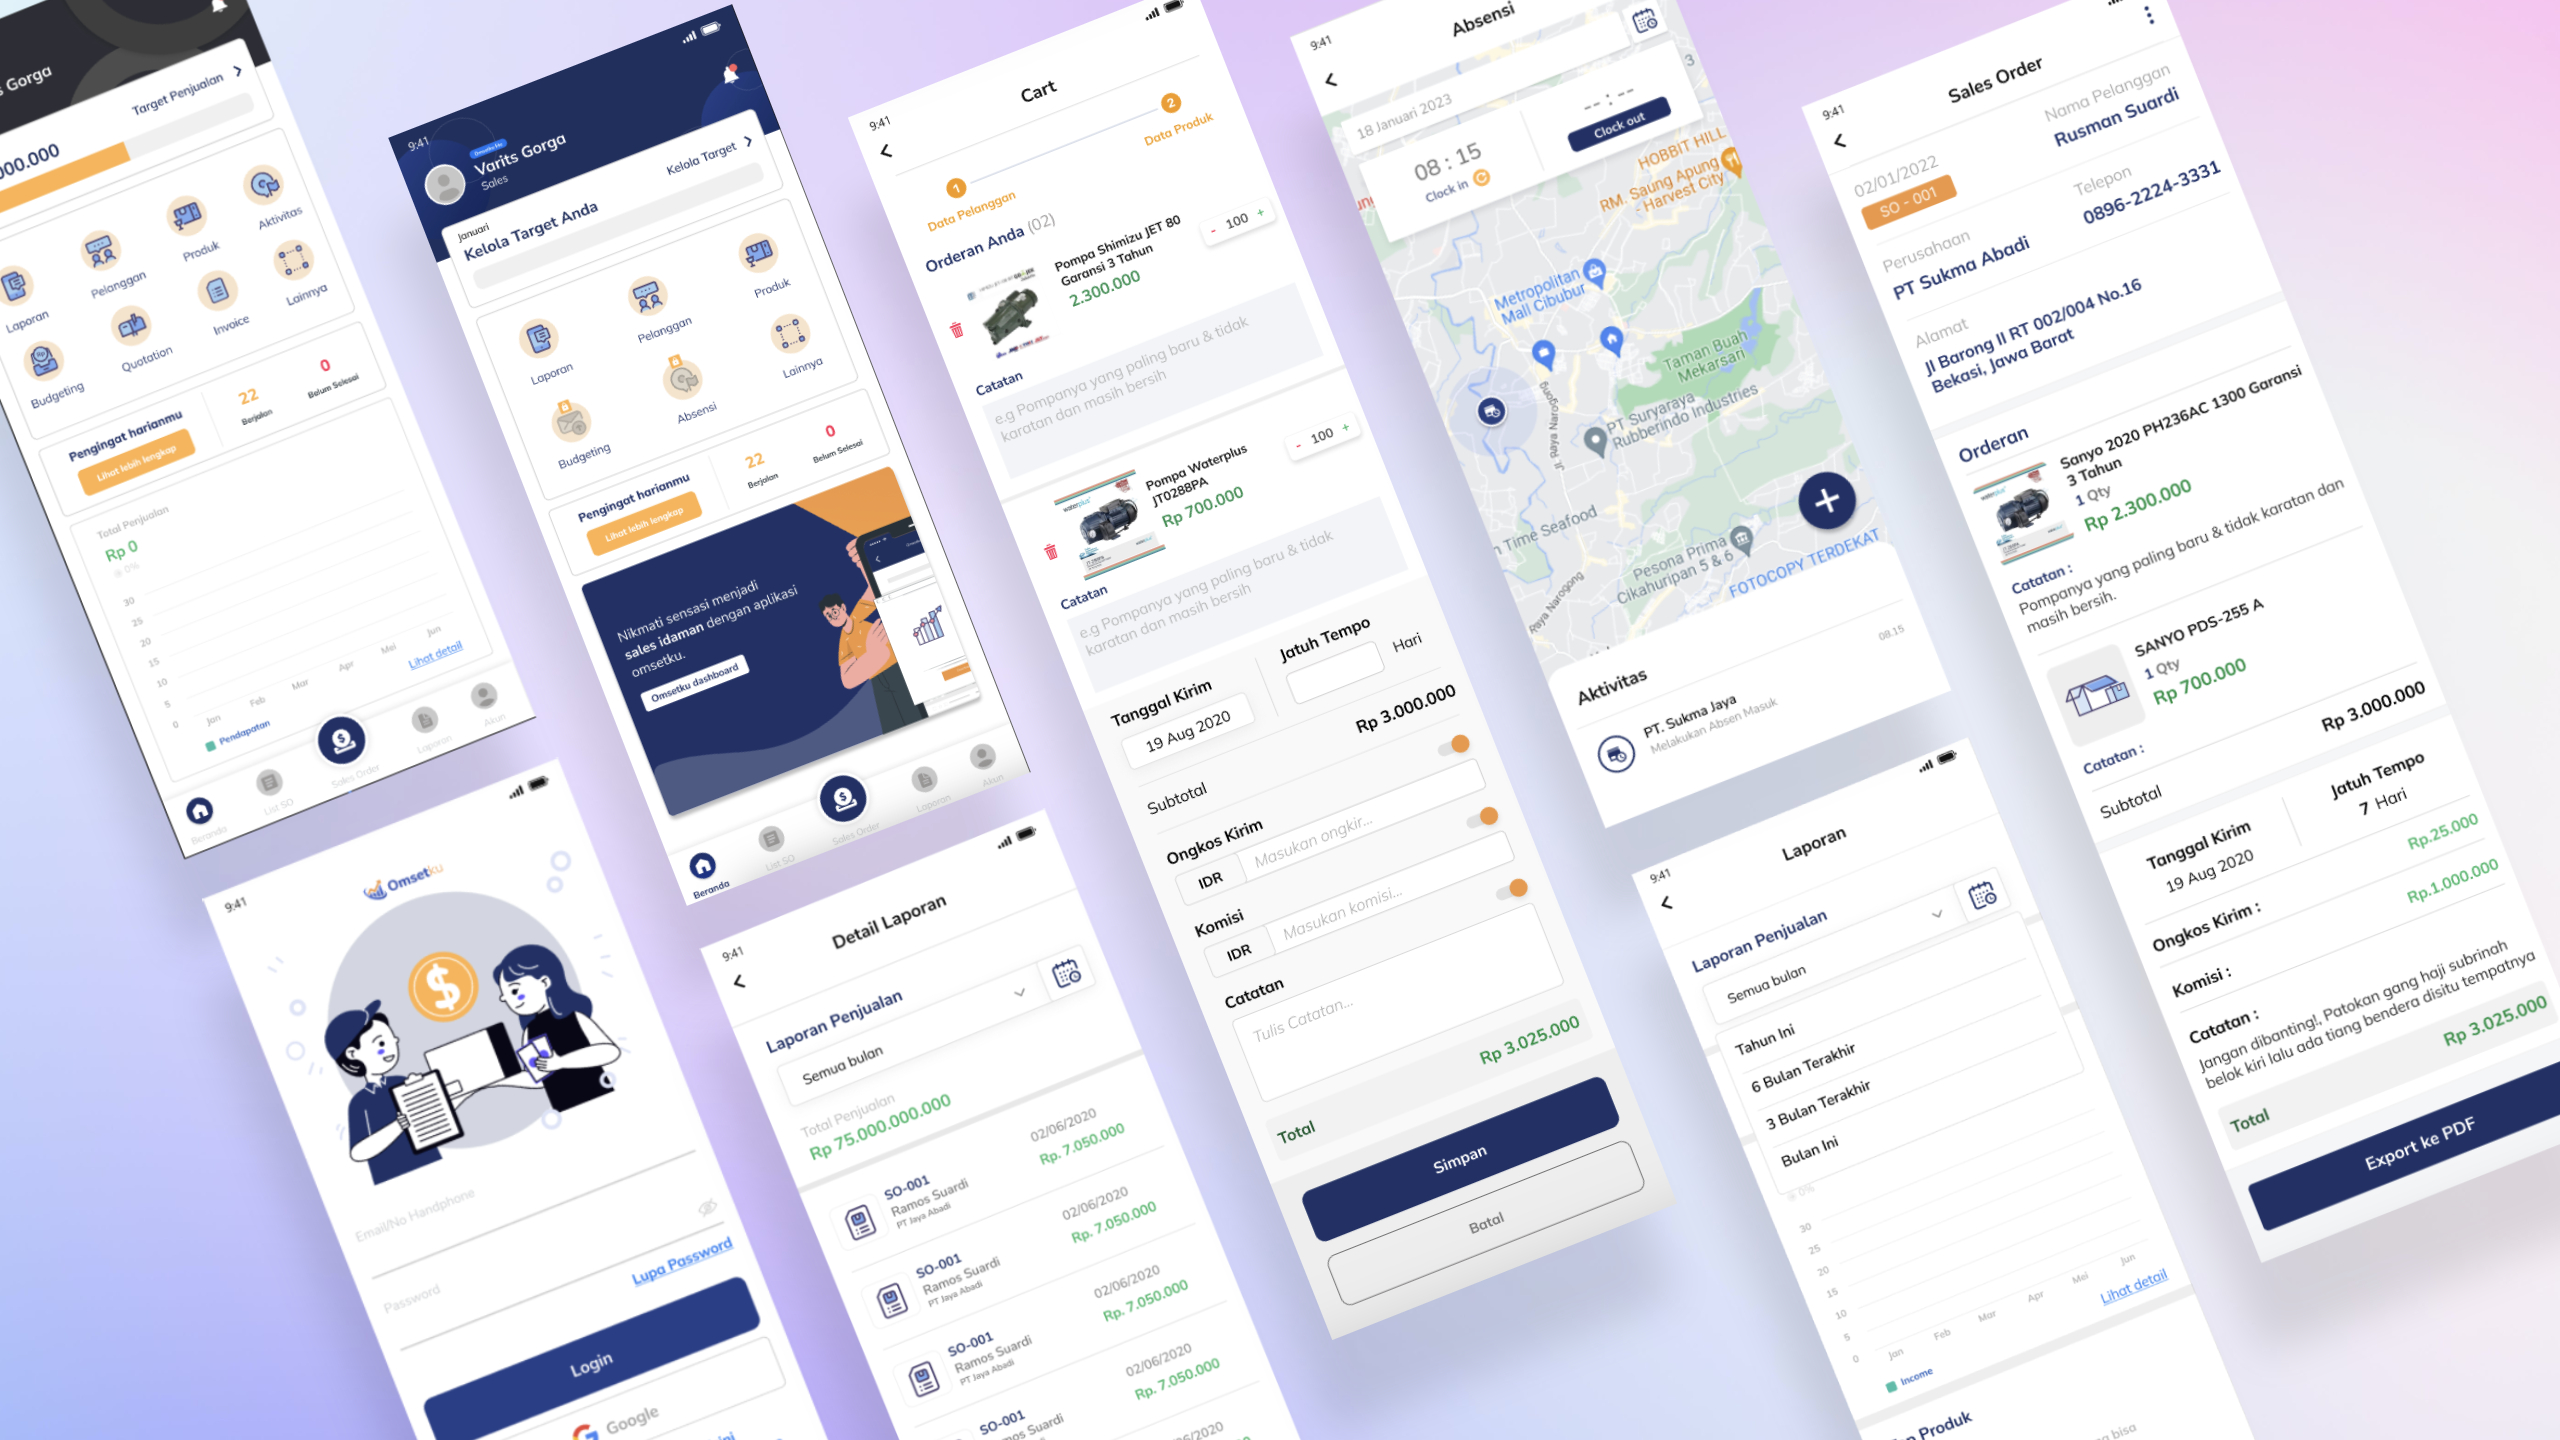 s Gorga
000.000
Target Penjualan
Laporan
Pelanggan
Produk
Aktivitas
Budgeting
Quotation
Invoice
Lainnya
Pengingat harianmu
Lihat lebih lengkap
22
Berjalan
0
Belum Selesai
Total Penjualan
Rp 0
0%
30
25
20
15
10
5
0
Jan
Feb
Mar
Apr
Mei
Jun
Lihat detail
Pendapatan
Beranda
List SO
Sales Order
Laporan
Akun
9:41
Omsetku
Email/No Handphone
Password
Lupa Password
Login
Google
9:41
Omsetku Pro
Varits Gorga
Sales
Januari
Kelola Target Anda
Kelola Target
Laporan
Pelanggan
Produk
Budgeting
Absensi
Lainnya
Pengingat harianmu
Lihat lebih lengkap
22
Berjalan
0
Belum Selesai
Nikmati sensasi menjadi
sales idaman dengan aplikasi
omsetku.
Omsetku dashboard
Beranda
List SO
Sales Order
Laporan
Akun
9:41
Detail Laporan
Laporan Penjualan
Semua bulan
Total Penjualan
Rp 75.000.000.000
SO-001
Ramos Suardi
PT Jaya Abadi
02/06/2020
Rp. 7.050.000
SO-001
Ramos Suardi
PT Jaya Abadi
02/06/2020
Rp. 7.050.000
SO-001
Ramos Suardi
PT Jaya Abadi
02/06/2020
Rp. 7.050.000
SO-001
mos Suardi
02/06/2020
Rp. 7.050.000
6/2020
9:41
Cart
1
Data Pelanggan
2
Data Produk
Orderan Anda (02)
Pompa Shimizu JET 80
Garansi 3 Tahun
2.300.000
- 100 +
Catatan
e.g Pompanya yang paling baru & tidak
karatan dan masih bersih
waterplus
Pompa Waterplus
JT0288PA
Rp 700.000
- 100 +
Catatan
e.g Pompanya yang paling baru & tidak
karatan dan masih bersih
Tanggal Kirim
19 Aug 2020
Jatuh Tempo
Hari
Subtotal
Rp 3.000.000
Ongkos Kirim
IDR
Masukan ongkir...
Komisi
IDR
Masukan komisi...
Catatan
Tulis Catatan...
Total
Rp 3.025.000
Simpan
Batal
9:41
Absensi
18 Januari 2023
08 : 15
Clock in
-- : --
Clock out
3
HOBBIT HILL
RM. Saung Apung
- Harvest City
Metropolitan
Mall Cibubur
Taman Buah
Mekarsari
PT Suryaraya
Rubberindo Industries
Jl. Raya Narogong
n Time Seafood
Pesona Prima
Cikahuripan 5 & 6
FOTOCOPY TERDEKAT
Raya Narogong
Aktivitas
08.15
PT. Sukma Jaya
Melakukan Absen Masuk
9:41
Laporan
Laporan Penjualan
Semua bulan
Tahun Ini
6 Bulan Terakhir
3 Bulan Terakhir
Bulan Ini
0%
30
25
20
15
10
5
0
Jan
Feb
Mar
Apr
Mei
Jun
Lihat detail
Income
Produk
bisa
9:41
Sales Order
02/01/2022
SO - 001
Nama Pelanggan
Rusman Suardi
Perusahaan
PT Sukma Abadi
Telepon
0896-2224-3331
Alamat
Jl Barong II RT 002/004 No.16
Bekasi, Jawa Barat
Orderan
waterplus
Sanyo 2020 PH236AC 1300 Garansi
3 Tahun
1 Qty
Rp 2.300.000
Catatan :
Pompanya yang paling baru & tidak karatan dan
masih bersih.
SANYO PDS-255 A
1 Qty
Rp 700.000
Catatan :
Subtotal
Rp 3.000.000
Tanggal Kirim
19 Aug 2020
Jatuh Tempo
7 Hari
Ongkos Kirim :
Rp.25.000
Komisi :
Rp.1.000.000
Catatan :
Jangan dibanting!, Patokan gang haji subrinah
belok kiri lalu ada tiang bendera disitu tempatnya
Total
Rp 3.025.000
Export ke PDF